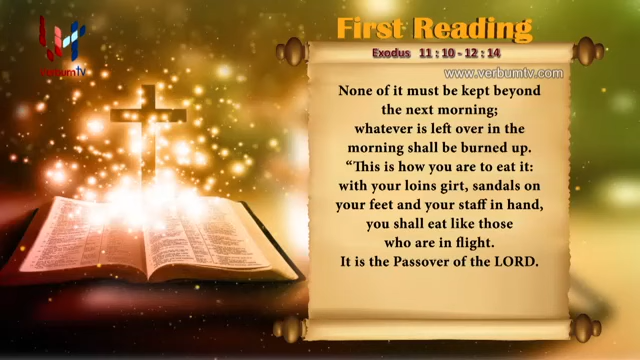 First Reading
Exodus 11 : 10 - 12 : 14
verbumtv
www.verbumtv.com
None of it must be kept beyond
the next morning;
whatever is left over in the
morning shall be burned up.
“This is how you are to eat it:
with your loins girt, sandals on
your feet and your staff in hand,
you shall eat like those
who are in flight.
It is the Passover of the LORD.